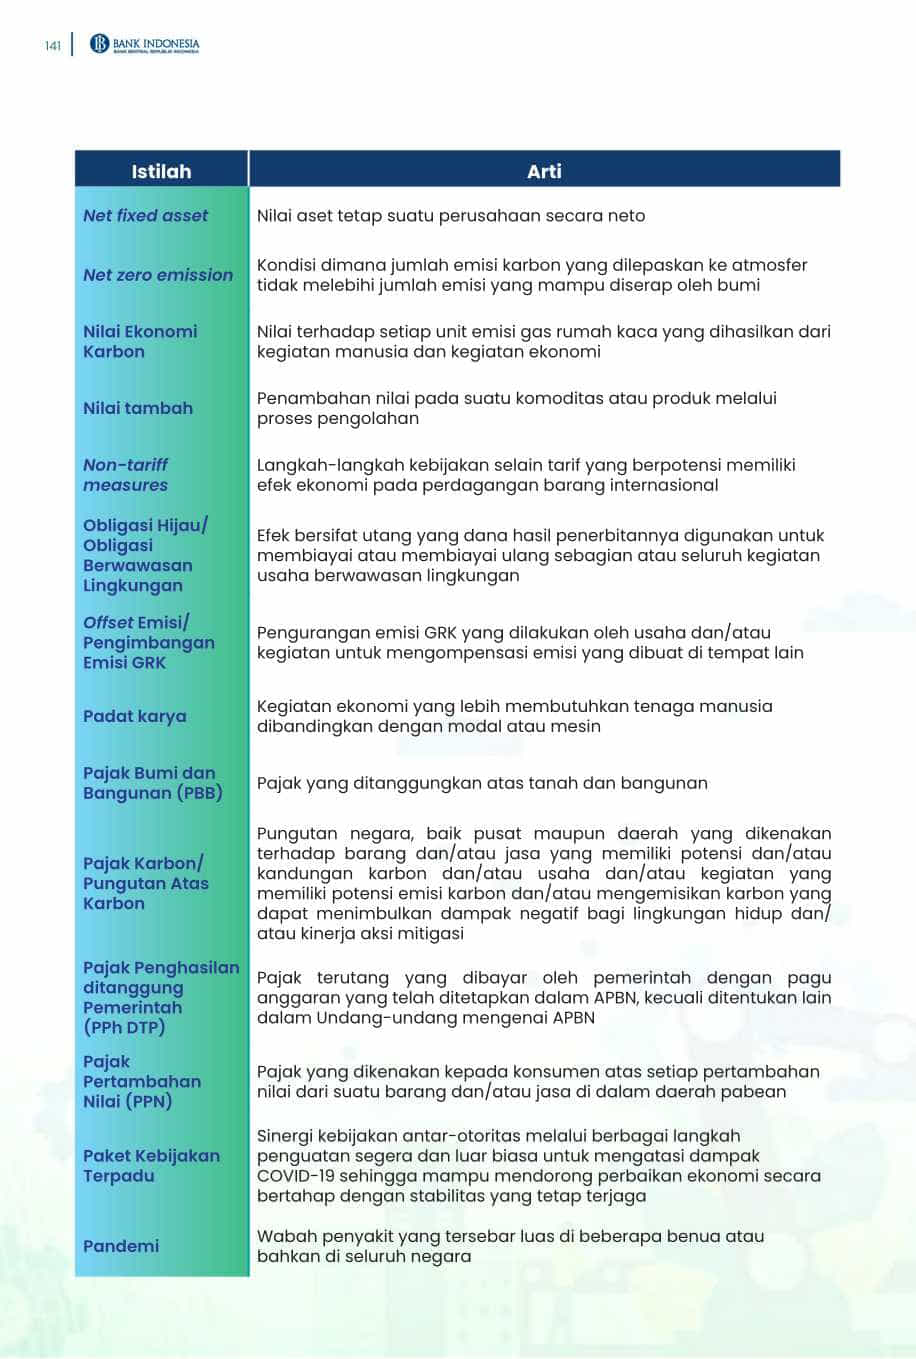 141
BANK INDONESIA
BANK SENTRAL REPUBLIK INDONESIA
Istilah
Arti
Net fixed asset
Nilai aset tetap suatu perusahaan secara neto
Net zero emission
Kondisi dimana jumlah emisi karbon yang dilepaskan ke atmosfer
tidak melebihi jumlah emisi yang mampu diserap oleh bumi
Nilai Ekonomi
Karbon
Nilai terhadap setiap unit emisi gas rumah kaca yang dihasilkan dari
kegiatan manusia dan kegiatan ekonomi
Nilai tambah
Penambahan nilai pada suatu komoditas atau produk melalui
proses pengolahan
Non-tariff
measures
Langkah-langkah kebijakan selain tarif yang berpotensi memiliki
efek ekonomi pada perdagangan barang internasional
Obligasi Hijau/
Obligasi
Berwawasan
Lingkungan
Efek bersifat utang yang dana hasil penerbitannya digunakan untuk
membiayai atau membiayai ulang sebagian atau seluruh kegiatan
usaha berwawasan lingkungan
Offset Emisi/
Pengimbangan
Emisi GRK
Pengurangan emisi GRK yang dilakukan oleh usaha dan/atau
kegiatan untuk mengompensasi emisi yang dibuat di tempat lain
Padat karya
Kegiatan ekonomi yang lebih membutuhkan tenaga manusia
dibandingkan dengan modal atau mesin
Pajak Bumi dan
Bangunan (PBB)
Pajak yang ditanggungkan atas tanah dan bangunan
Pajak Karbon/
Pungutan Atas
Karbon
Pungutan negara, baik pusat maupun daerah yang dikenakan
terhadap barang dan/atau jasa yang memiliki potensi dan/atau
kandungan karbon dan/atau usaha dan/atau kegiatan yang
memiliki potensi emisi karbon dan/atau mengemisikan karbon yang
dapat menimbulkan dampak negatif bagi lingkungan hidup dan/
atau kinerja aksi mitigasi
Pajak Penghasilan
ditanggung
Pemerintah
(PPh DTP)
Pajak terutang yang dibayar oleh pemerintah dengan pagu
anggaran yang telah ditetapkan dalam APBN, kecuali ditentukan lain
dalam Undang-undang mengenai APBN
Pajak
Pertambahan
Nilai (PPN)
Pajak yang dikenakan kepada konsumen atas setiap pertambahan
nilai dari suatu barang dan/atau jasa di dalam daerah pabean
Paket Kebijakan
Terpadu
Sinergi kebijakan antar-otoritas melalui berbagai langkah
penguatan segera dan luar biasa untuk mengatasi dampak
COVID-19 sehingga mampu mendorong perbaikan ekonomi secara
bertahap dengan stabilitas yang tetap terjaga
Pandemi
Wabah penyakit yang tersebar luas di beberapa benua atau
bahkan di seluruh negara